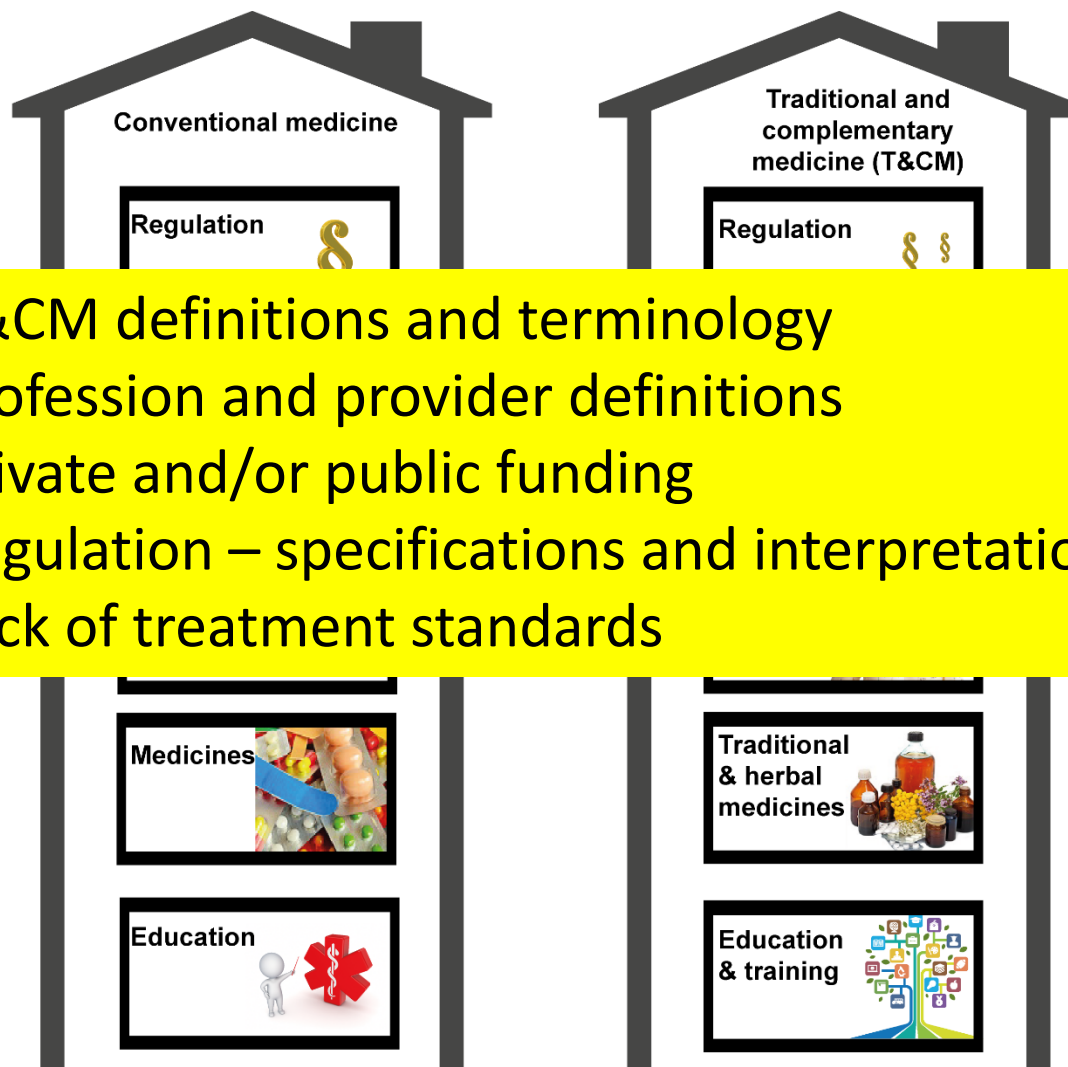 Conventional medicine
Traditional and
complementary
medicine (T&CM)
Regulation
§
Regulation
§ §
&CM definitions and terminology
ofession and provider definitions
ivate and/or public funding
gulation – specifications and interpretatio
ck of treatment standards
Medicines
Traditional
& herbal
medicines
Education
Education
& training